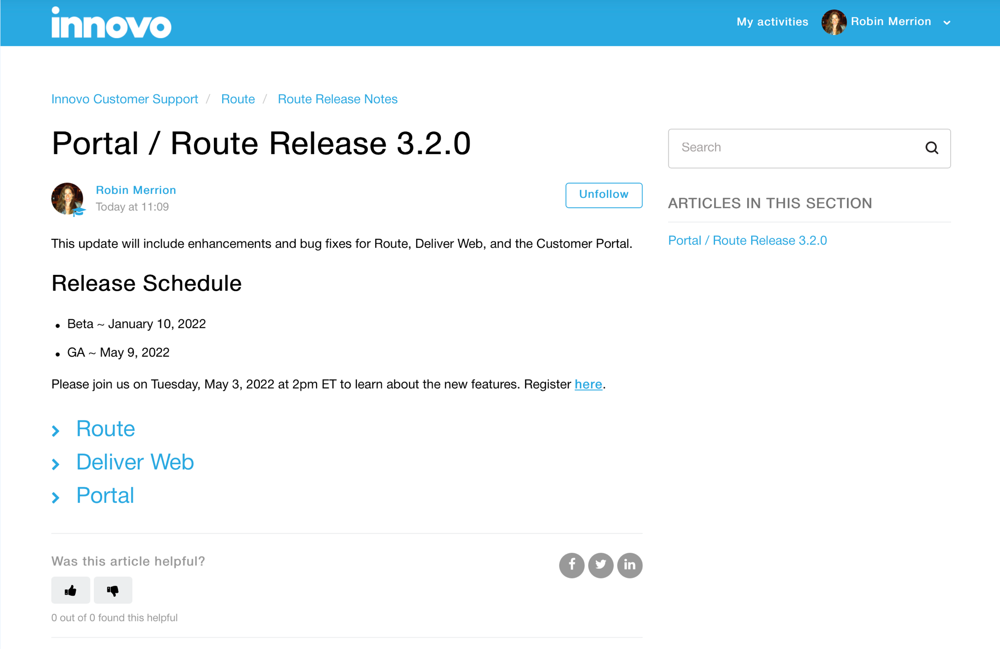 innovo
My activities
Robin Merrion
Innovo Customer Support / Route / Route Release Notes
Portal / Route Release 3.2.0
Robin Merrion
Today at 11:09
Unfollow
This update will include enhancements and bug fixes for Route, Deliver Web, and the Customer Portal.
Release Schedule
• Beta ~ January 10, 2022
• GA ~ May 9, 2022
Please join us on Tuesday, May 3, 2022 at 2pm ET to learn about the new features. Register here.
Route
Deliver Web
Portal
Was this article helpful?
0 out of 0 found this helpful
f
in
Search
ARTICLES IN THIS SECTION
Portal / Route Release 3.2.0